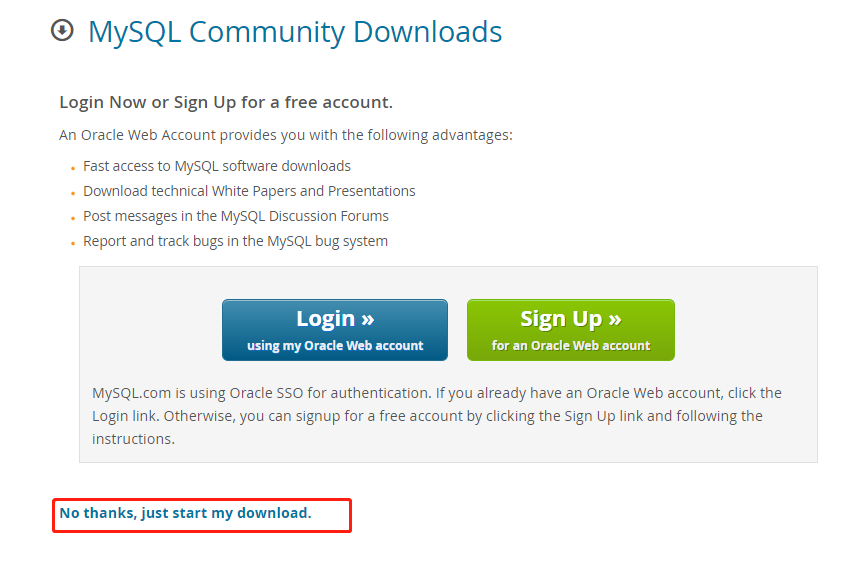 MySQL Community Downloads
Login Now or Sign Up for a free account.
An Oracle Web Account provides you with the following advantages:
Fast access to MySQL software downloads
Download technical White Papers and Presentations
Post messages in the MySQL Discussion Forums
Report and track bugs in the MySQL bug system
Login »
using my Oracle Web account
Sign Up »
for an Oracle Web account
MySQL.com is using Oracle SSO for authentication. If you already have an Oracle Web account, click the
Login link. Otherwise, you can signup for a free account by clicking the Sign Up link and following the
instructions.
No thanks, just start my download.